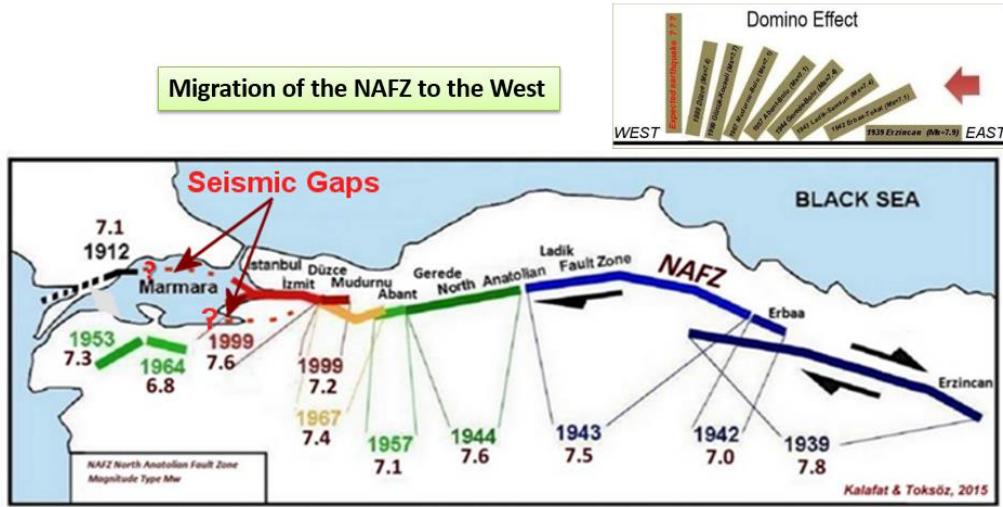 Migration of the NAFZ to the West
Domino Effect
Expected earthquake ? ? ?
1939 Erzincan (Ms=7.9)
WEST
EAST
Seismic Gaps
BLACK SEA
7.1
1912
?
Marmara
İstanbul
İzmit
Düzce
Mudurnu
Abant
Gerede
North Anatolian
Ladik
Fault Zone
NAFZ
Erbaa
Erzincan
?
1953
7.3
1964
6.8
1999
7.6
1999
7.2
1967
7.4
1957
7.1
1944
7.6
1943
7.5
1942
7.0
1939
7.8
NAFZ North Anatolian Fault Zone
Magnitude Type Mw
Kalafat & Toksöz, 2015